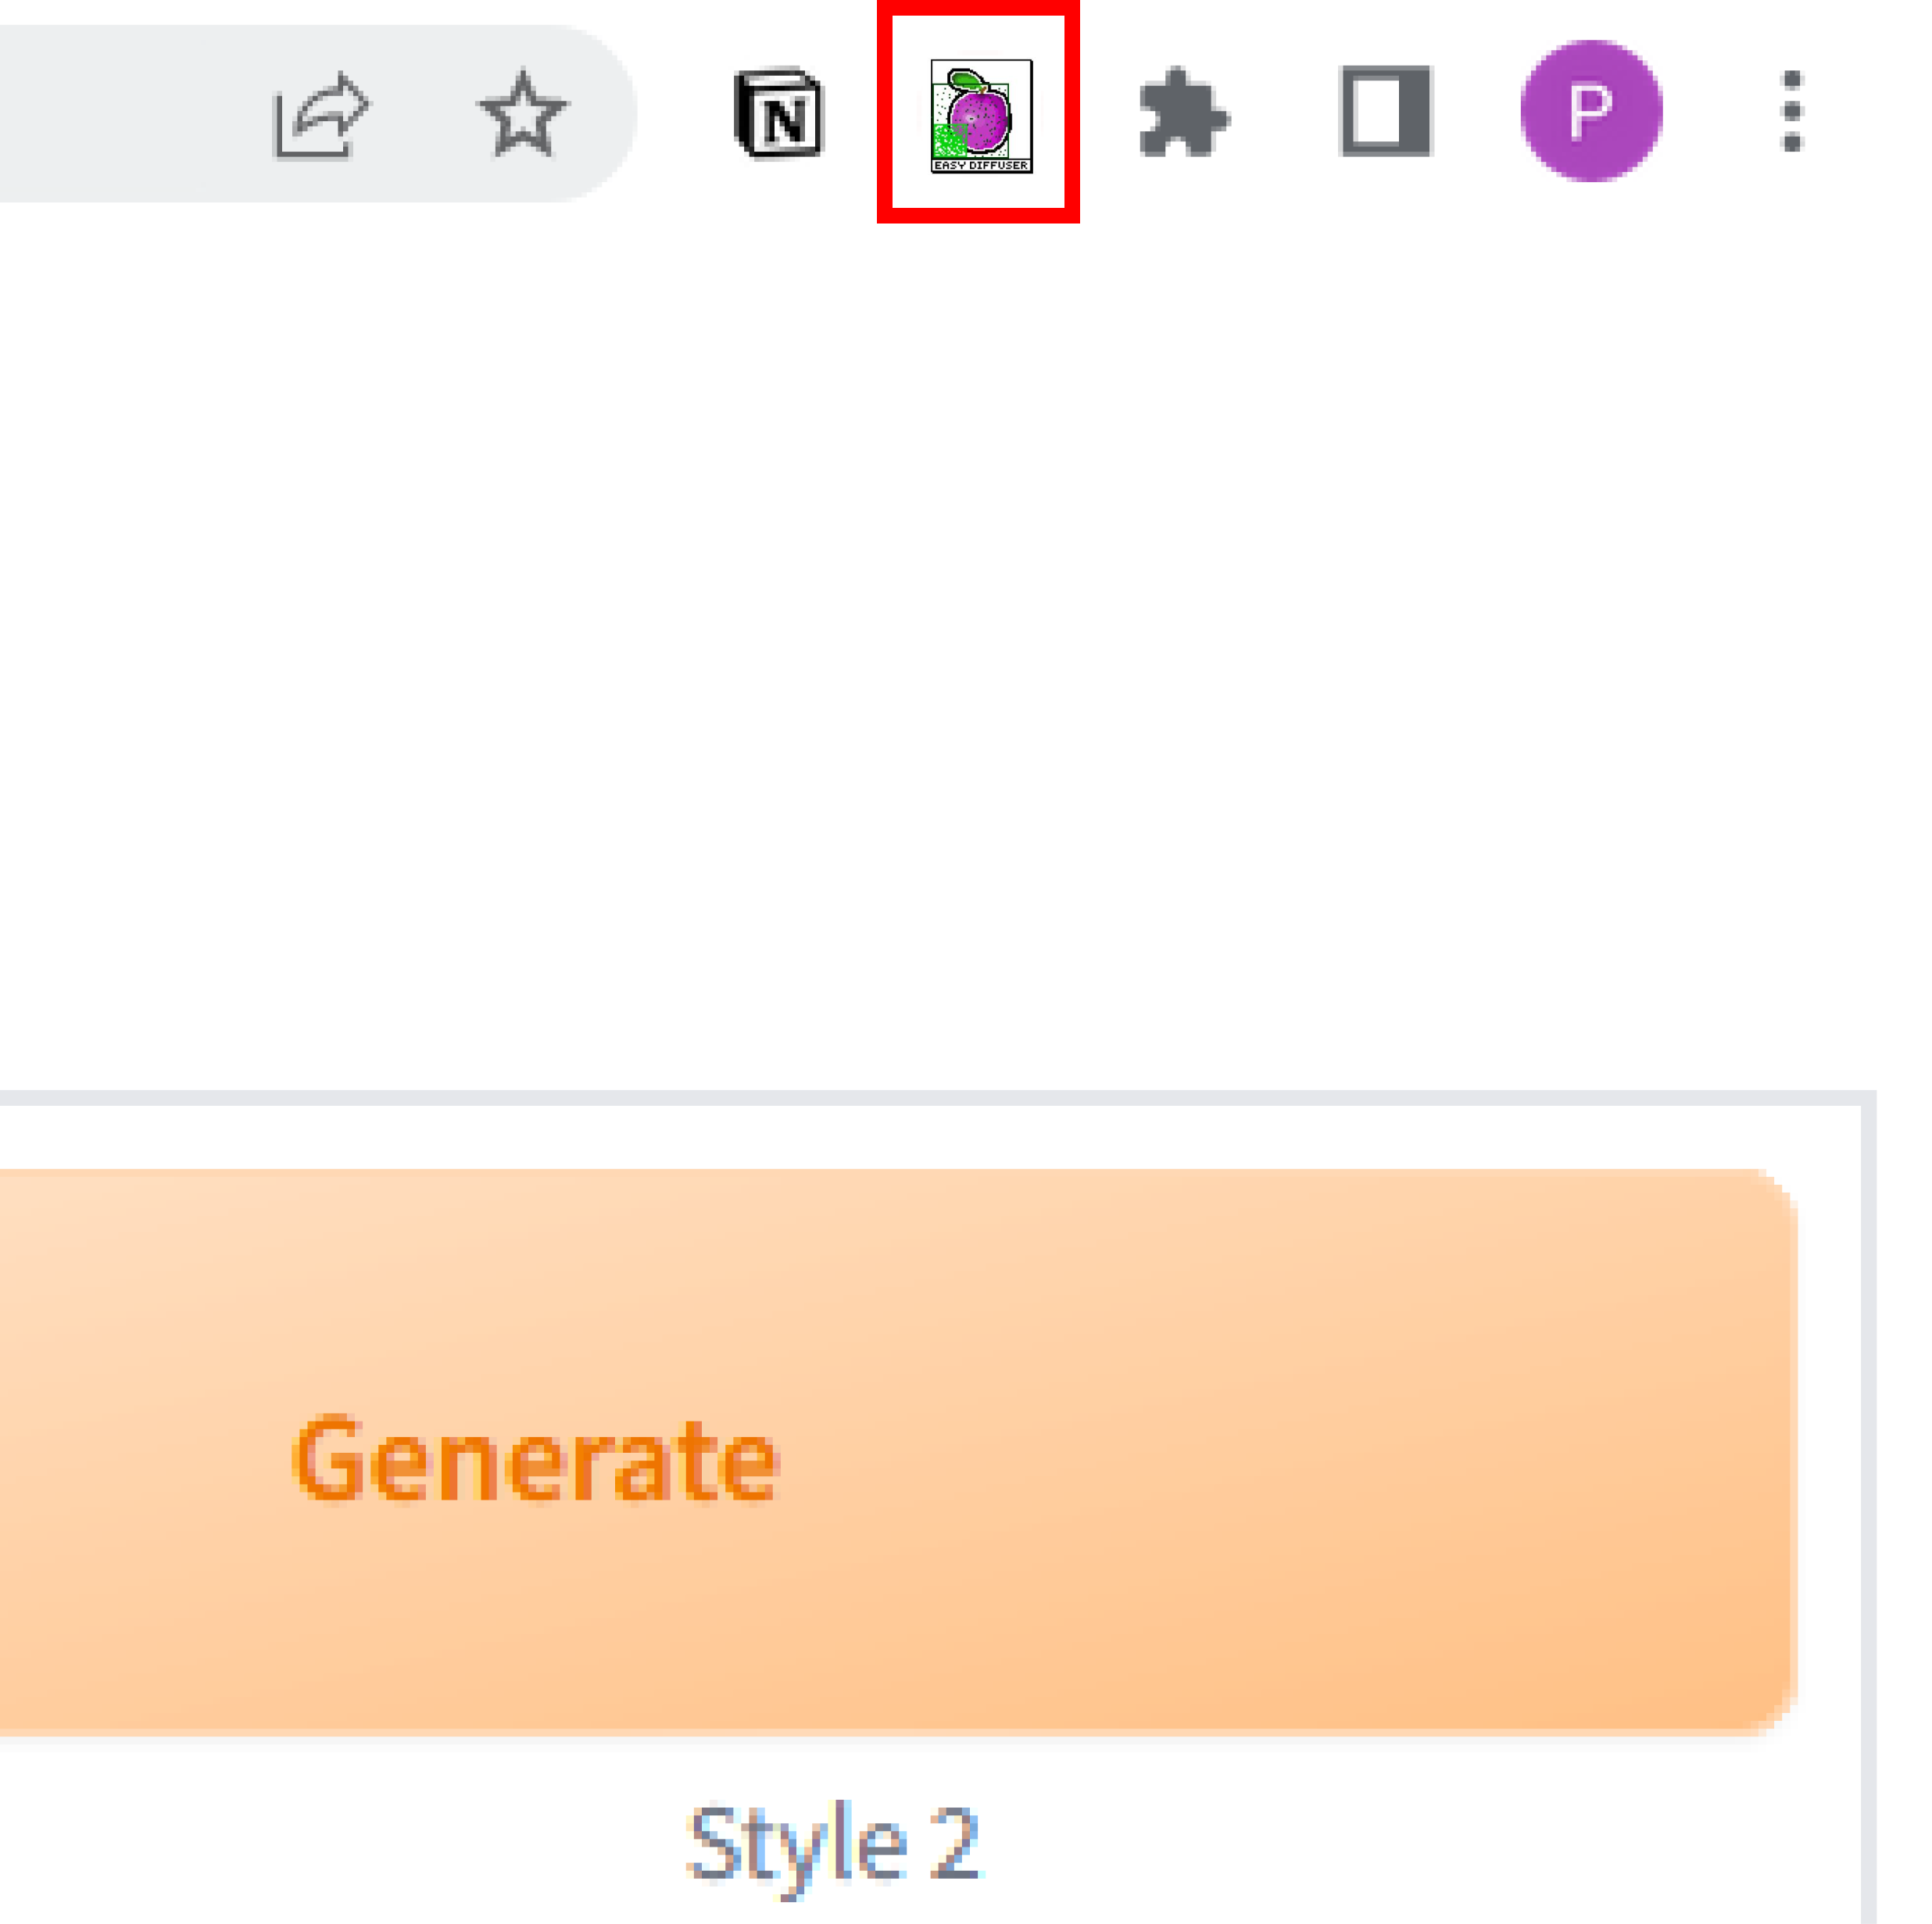 N
EASY DIFFUSER
P
Generate
Style 2